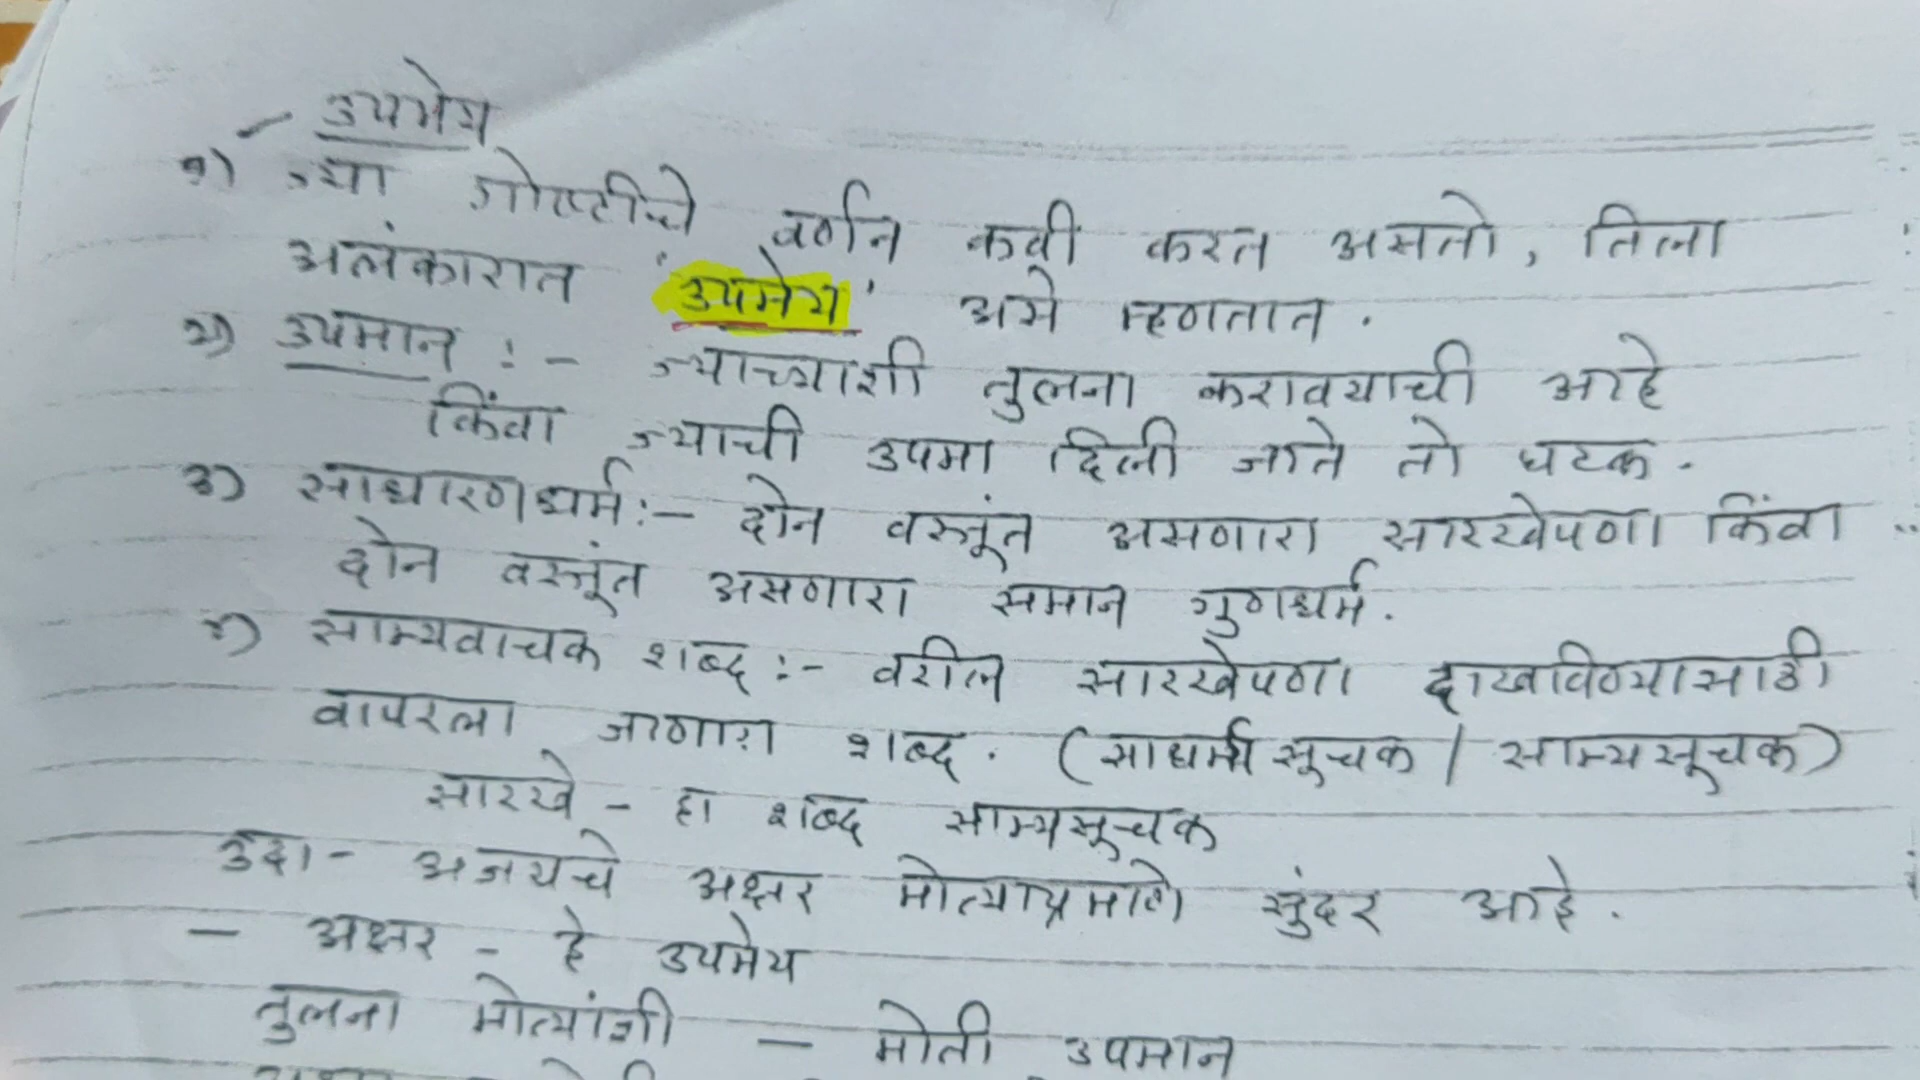 - उपमेय
१) ज्या गोष्टीचे वर्णन कवी करत असतो, तिला
अलंकारात 'उपमेय' असे म्हणतात.
२) उपमान :- ज्याच्याशी तुलना करावयाची आहे
किंवा ज्याची उपमा दिली जाते तो घटक.
३) साधारणधर्म :- दोन वस्तूंत असणारा सारखेपणा किंवा
दोन वस्तूंत असणारा समान गुणधर्म.
४) साम्यवाचक शब्द :- वरील सारखेपणा दाखविण्यासाठी
वापरला जाणारा शब्द. (साधर्म्य सूचक / साम्यसूचक)
सारखे - हा शब्द साम्यसूचक
उदा- अजयचे अक्षर मोत्याप्रमाणे सुंदर आहे.
- अक्षर - हे उपमेय
तुलना मोत्यांशी - मोती उपमान